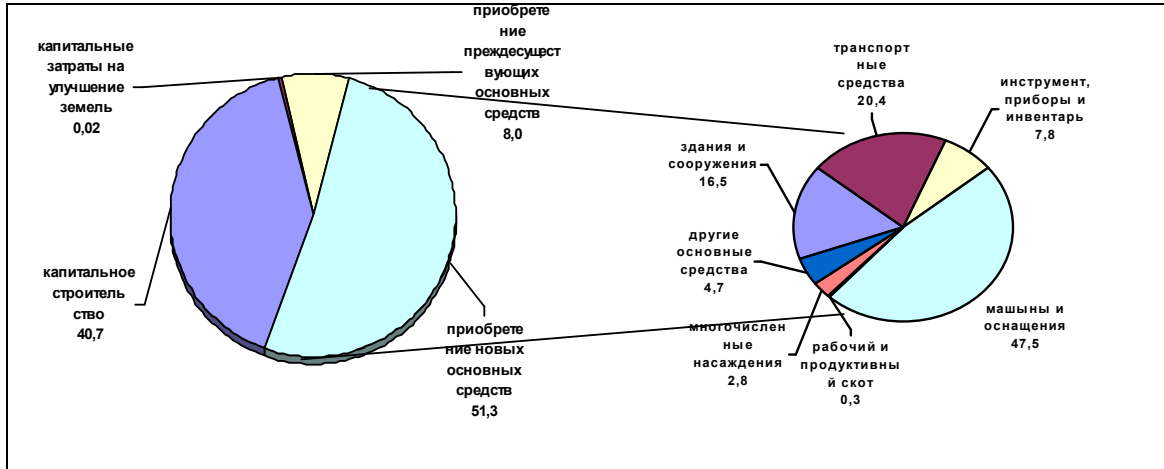 капитальные
затраты на
улучшение
земель
0,02
приобрете
ние
преждесущест
вующих
основных
средств
8,0
капитальное
строитель
ство
40,7
приобрете
ние новых
основных
средств
51,3
транспорт
ные
средства
20,4
инструмент,
приборы и
инвентарь
7,8
здания и
сооружения
16,5
другие
основные
средства
4,7
многочислен
ные
насаждения
2,8
рабочий и
продуктивны
й скот
0,3
машыны и
оснащения
47,5